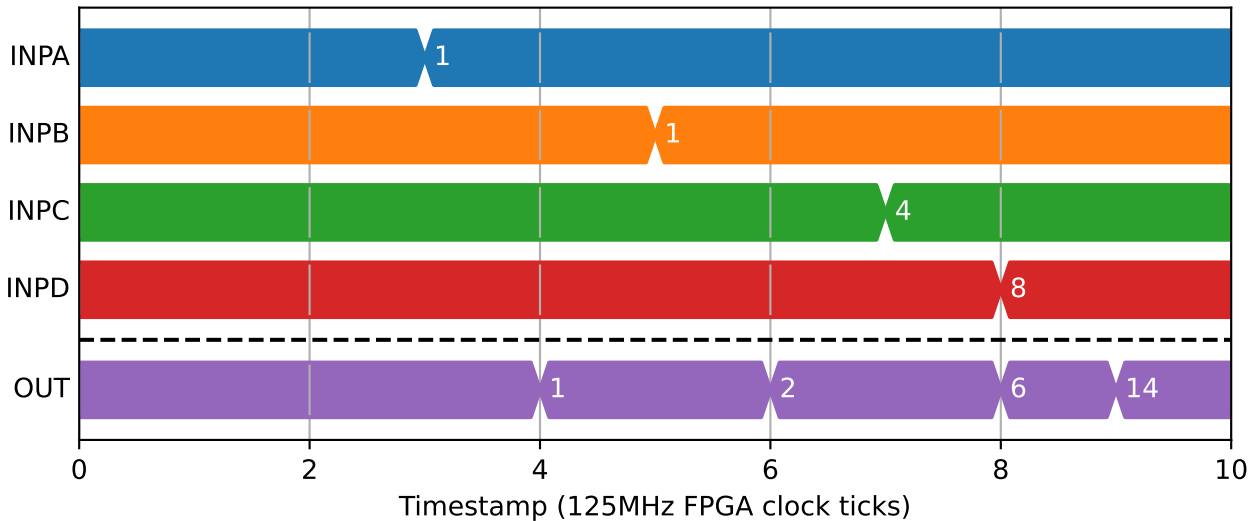 INPA 1
INPB 1
INPC 4
INPD 8
OUT 1 2 6 14
0 2 4 6 8 10
Timestamp (125MHz FPGA clock ticks)